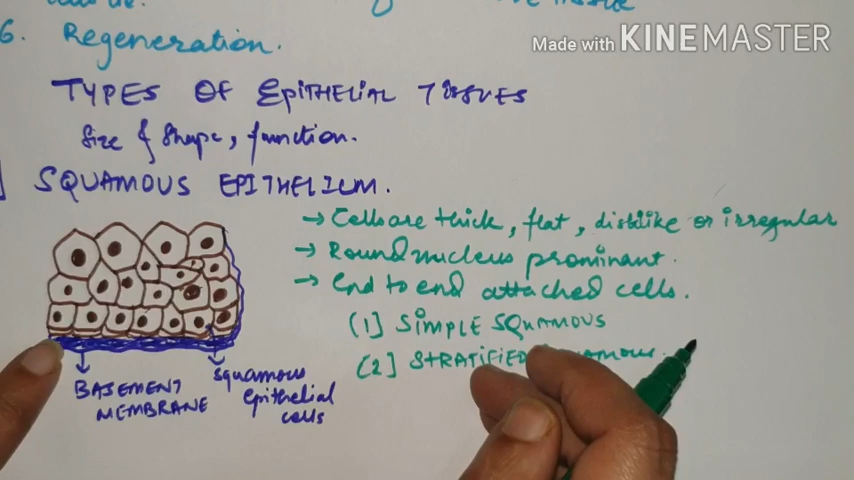 6. Regeneration.
Made with KINEMASTER
TYPES OF EPITHELIAL TISSUES
Size & Shape, function.
SQUAMOUS EPITHELIUM.
→ Cells are thick, flat, disklike or irregular
→ Round nucleus prominant.
→ End to end attached cells.
(1) SIMPLE SQUAMOUS
(2) STRATIFIED
BASEMENT
MEMBRANE
squamous
epithelial
cells